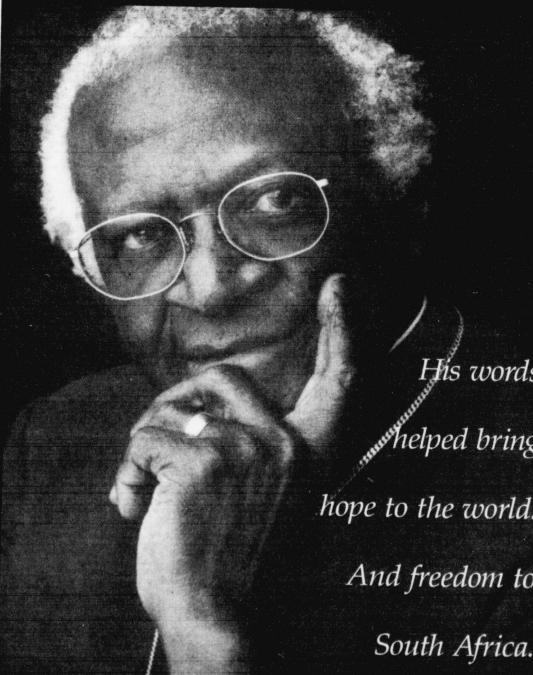 His words
helped bring
hope to the world.
And freedom to
South Africa.